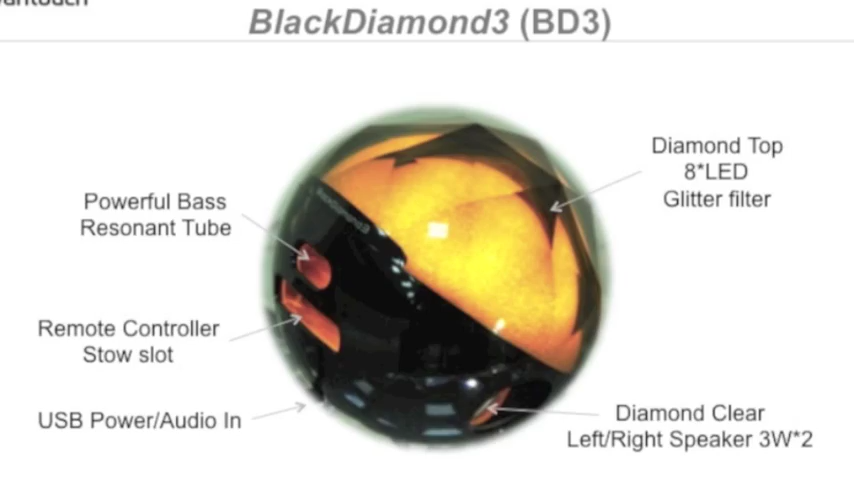 BlackDiamond3 (BD3)
Diamond Top
8*LED
Glitter filter
Powerful Bass
Resonant Tube
Remote Controller
Stow slot
USB Power/Audio In
Diamond Clear
Left/Right Speaker 3W*2